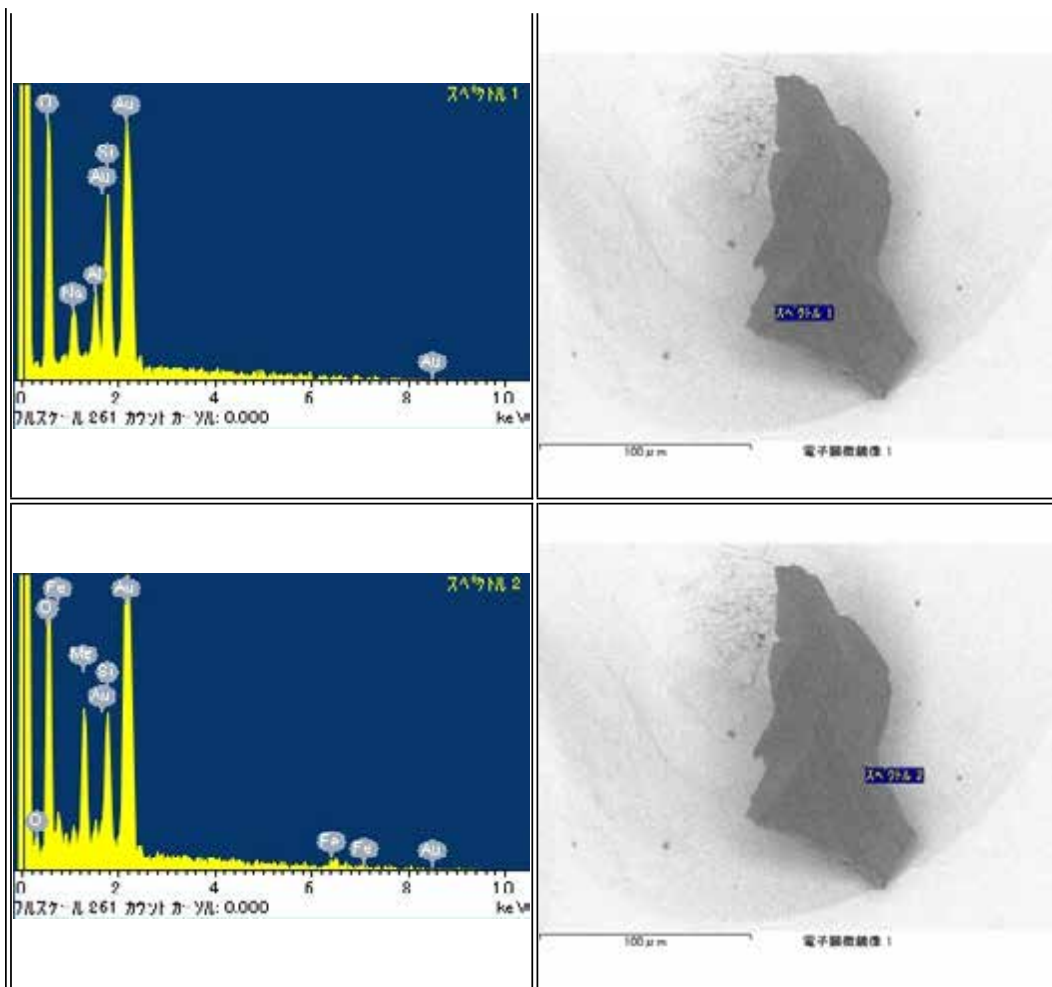 スペクトル 1
O
Au
Si
Au
Al
Na
Au
0 2 4 6 8 10
フルスケール 261 カウント カーソル: 0.000 keV
スペクトル 1
100µm 電子顕微鏡像 1
スペクトル 2
Fe
Au
O
Mg
Si
Au
Fe
Fe
Au
0 2 4 6 8 10
フルスケール 261 カウント カーソル: 0.000 keV
スペクトル 2
100µm 電子顕微鏡像 1